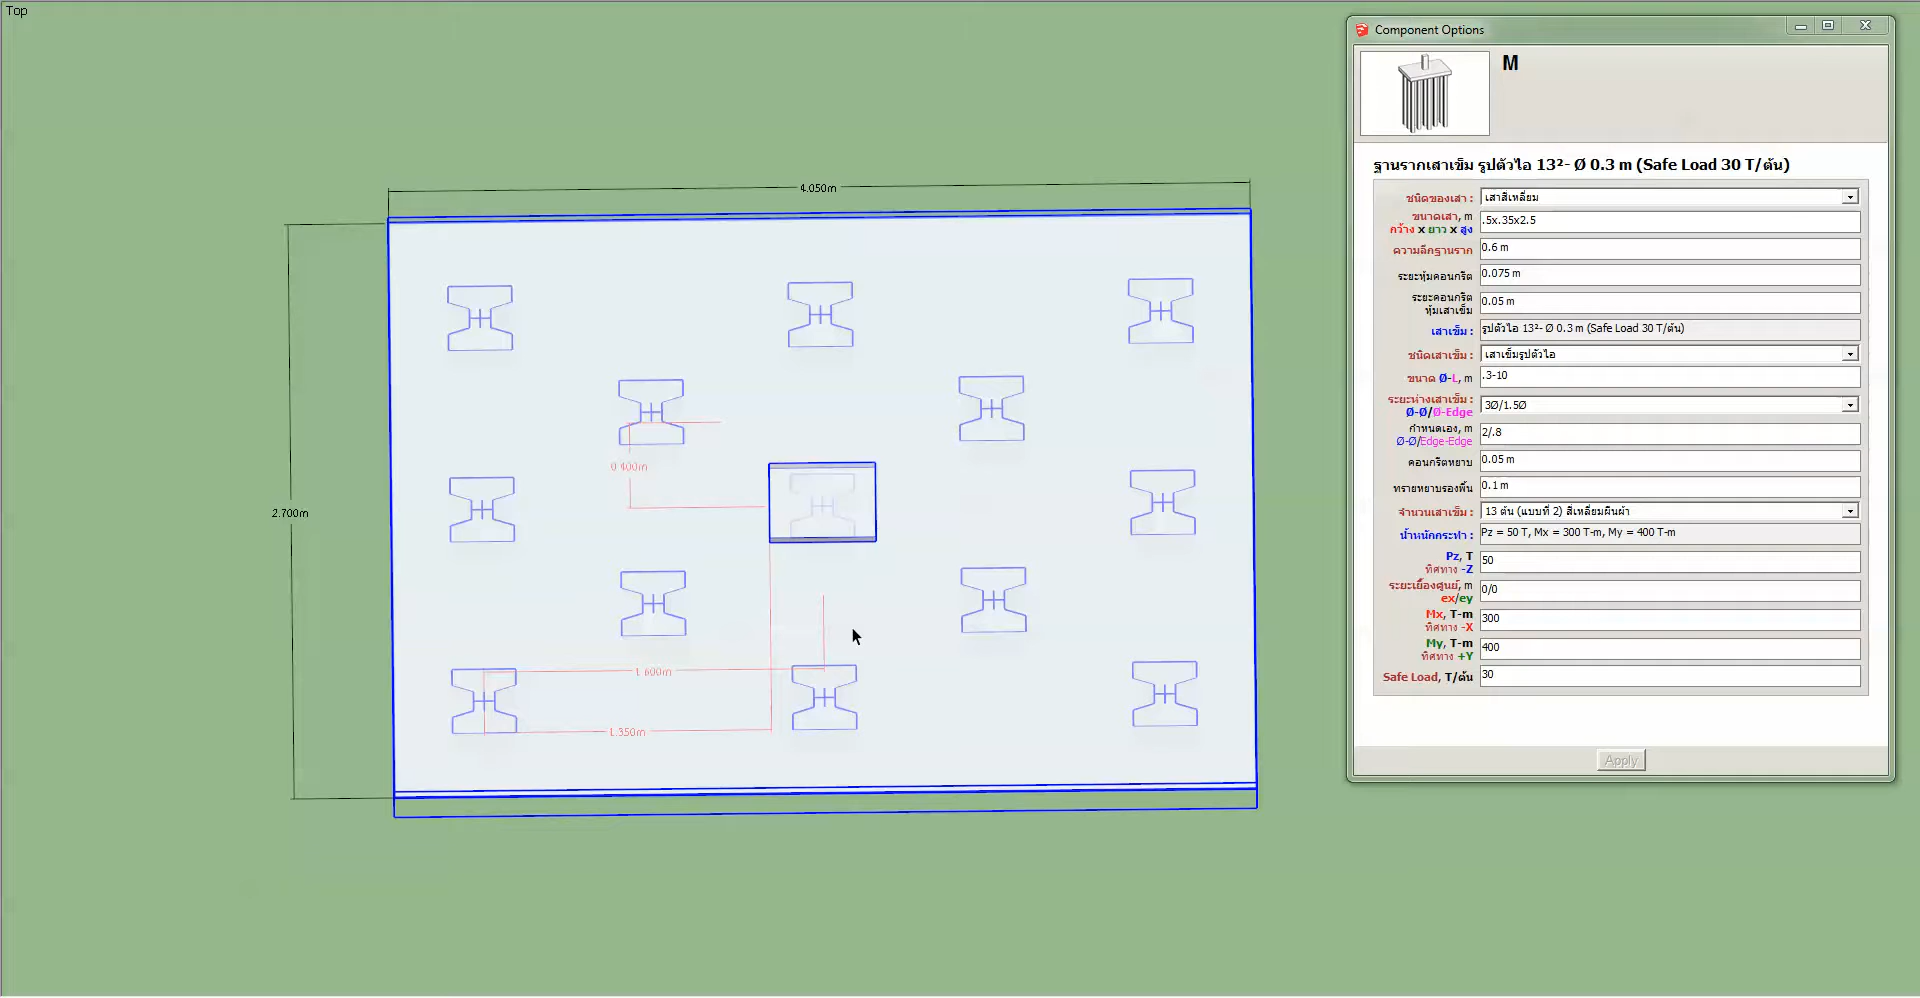 Top
4.050m
2.700m
0.400m
1.600m
1.350m
Component Options
M
ฐานรากเสาเข็ม รูปตัวไอ 13²- Ø 0.3 m (Safe Load 30 T/ต้น)
ชนิดของเสา : เสาสี่เหลี่ยม
ขนาดเสา, m
กว้าง x ยาว x สูง
.5x.35x2.5
ความลึกฐานราก 0.6 m
ระยะหุ้มคอนกรีต 0.075 m
ระยะคอนกรีต
หุ้มเสาเข็ม
0.05 m
เสาเข็ม : รูปตัวไอ 13²- Ø 0.3 m (Safe Load 30 T/ต้น)
ชนิดเสาเข็ม : เสาเข็มรูปตัวไอ
ขนาด Ø-L, m .3-10
ระยะห่างเสาเข็ม :
Ø-Ø/Ø-Edge
3Ø/1.5Ø
กำหนดเอง, m
Ø-Ø/Edge-Edge
2/.8
คอนกรีตหยาบ 0.05 m
ทรายหยาบรองพื้น 0.1 m
จำนวนเสาเข็ม : 13 ต้น (แบบที่ 2) สี่เหลี่ยมผืนผ้า
น้ำหนักกระทำ : Pz = 50 T, Mx = 300 T-m, My = 400 T-m
Pz, T
ทิศทาง -Z
50
ระยะเยื้องศูนย์, m
ex/ey
0/0
Mx, T-m
ทิศทาง -X
300
My, T-m
ทิศทาง +Y
400
Safe Load, T/ต้น 30
Apply